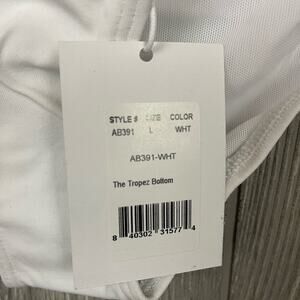 STYLE # SIZE COLOR
AB391 L WHT
AB391-WHT
The Tropez Bottom
8 40302 31577 4